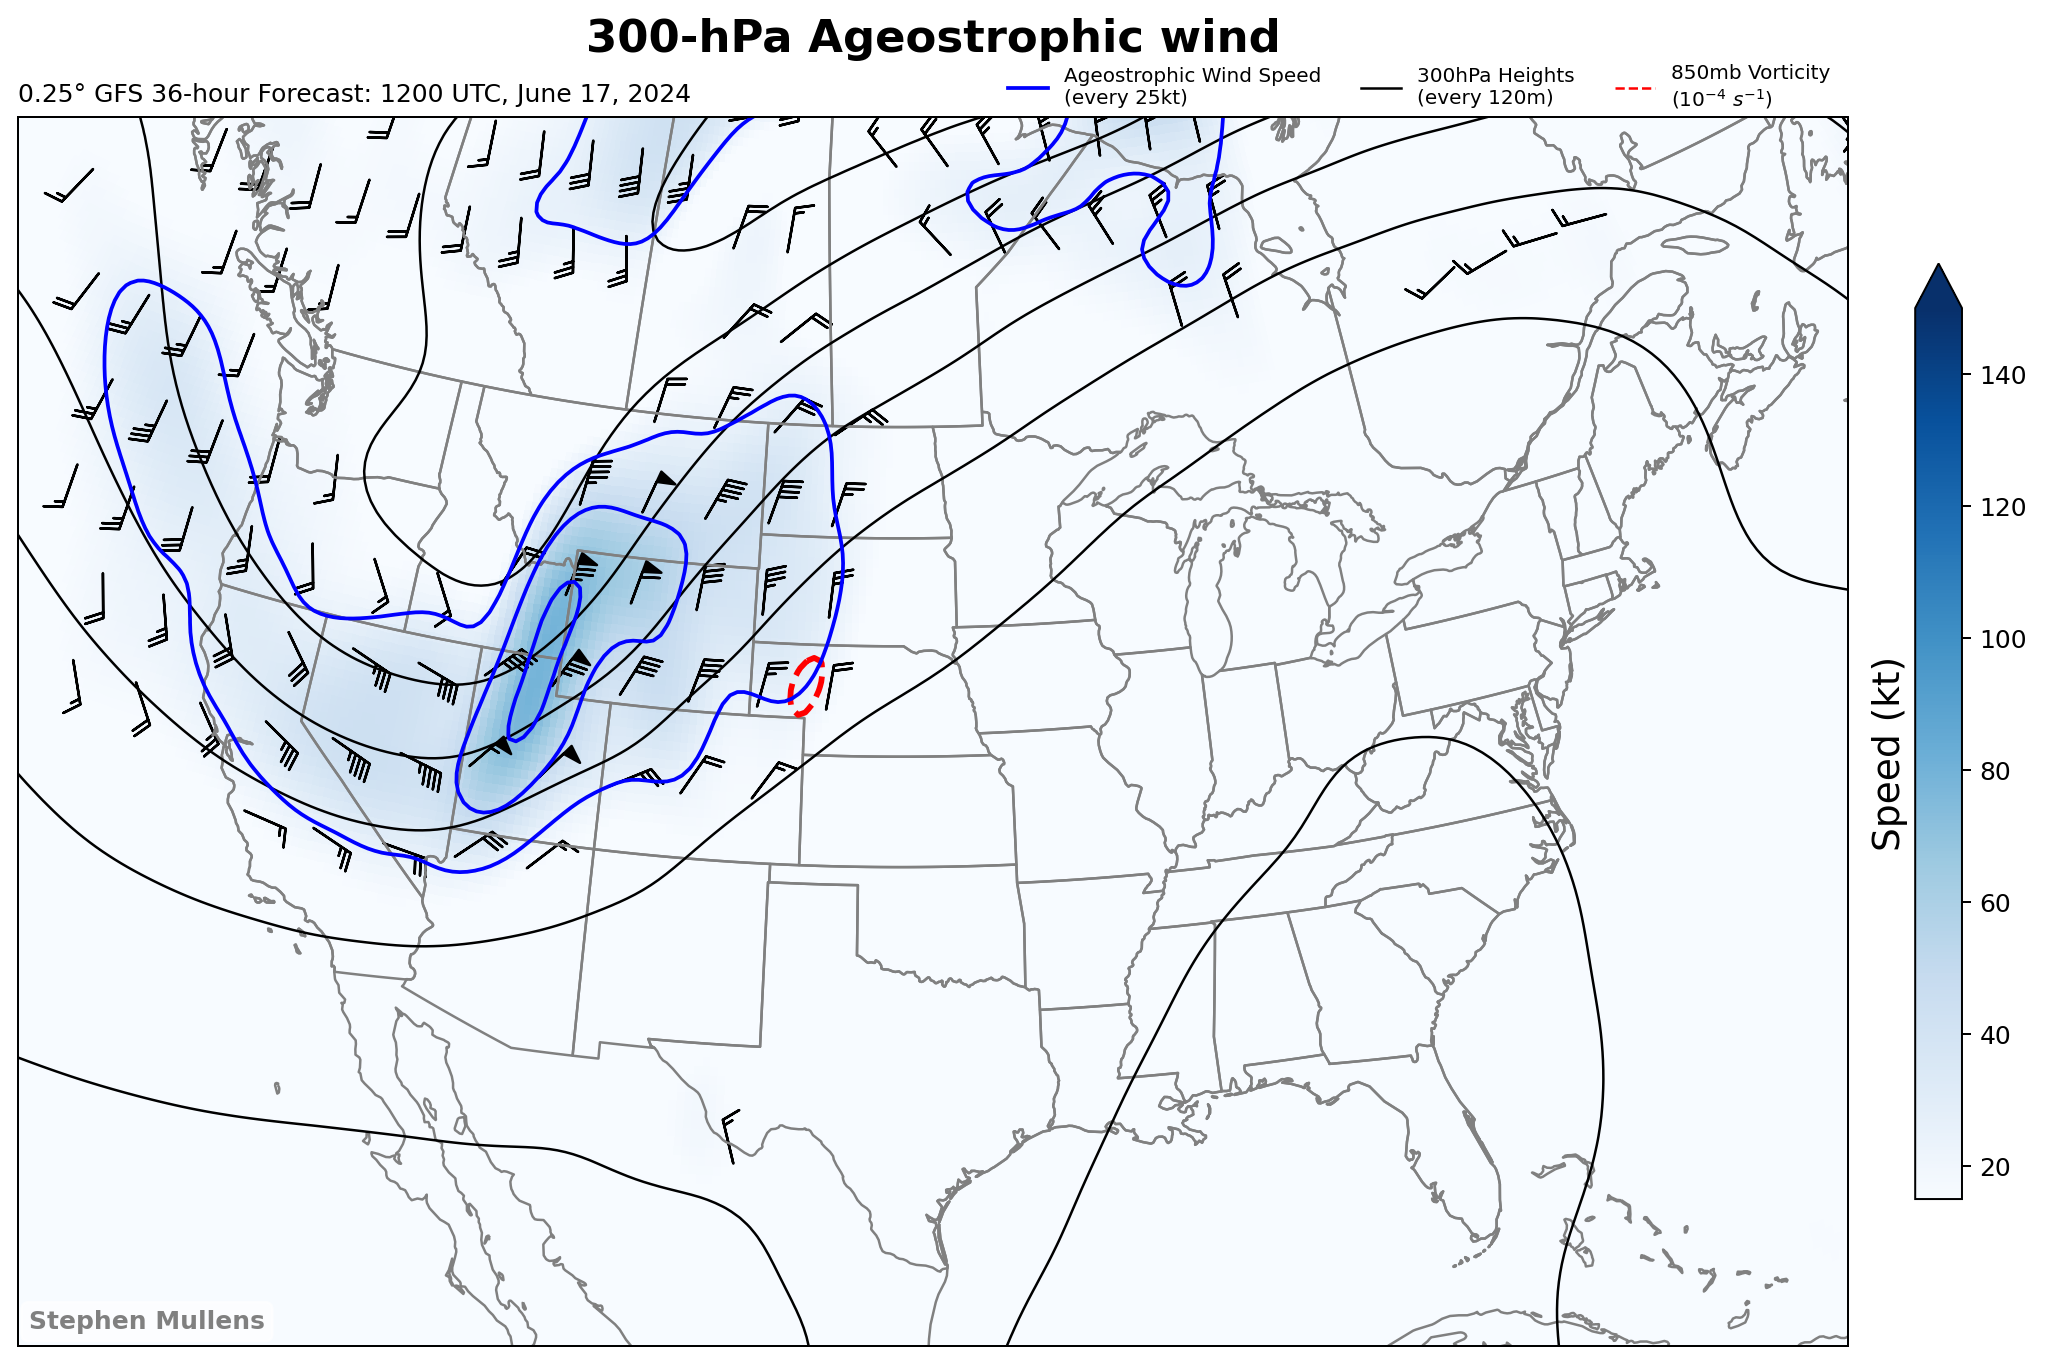 300-hPa Ageostrophic wind
0.25° GFS 36-hour Forecast: 1200 UTC, June 17, 2024
Ageostrophic Wind Speed
(every 25kt)
300hPa Heights
(every 120m)
850mb Vorticity
(10⁻⁴ s⁻¹)
140
120
100
80
60
40
20
Speed (kt)
Stephen Mullens